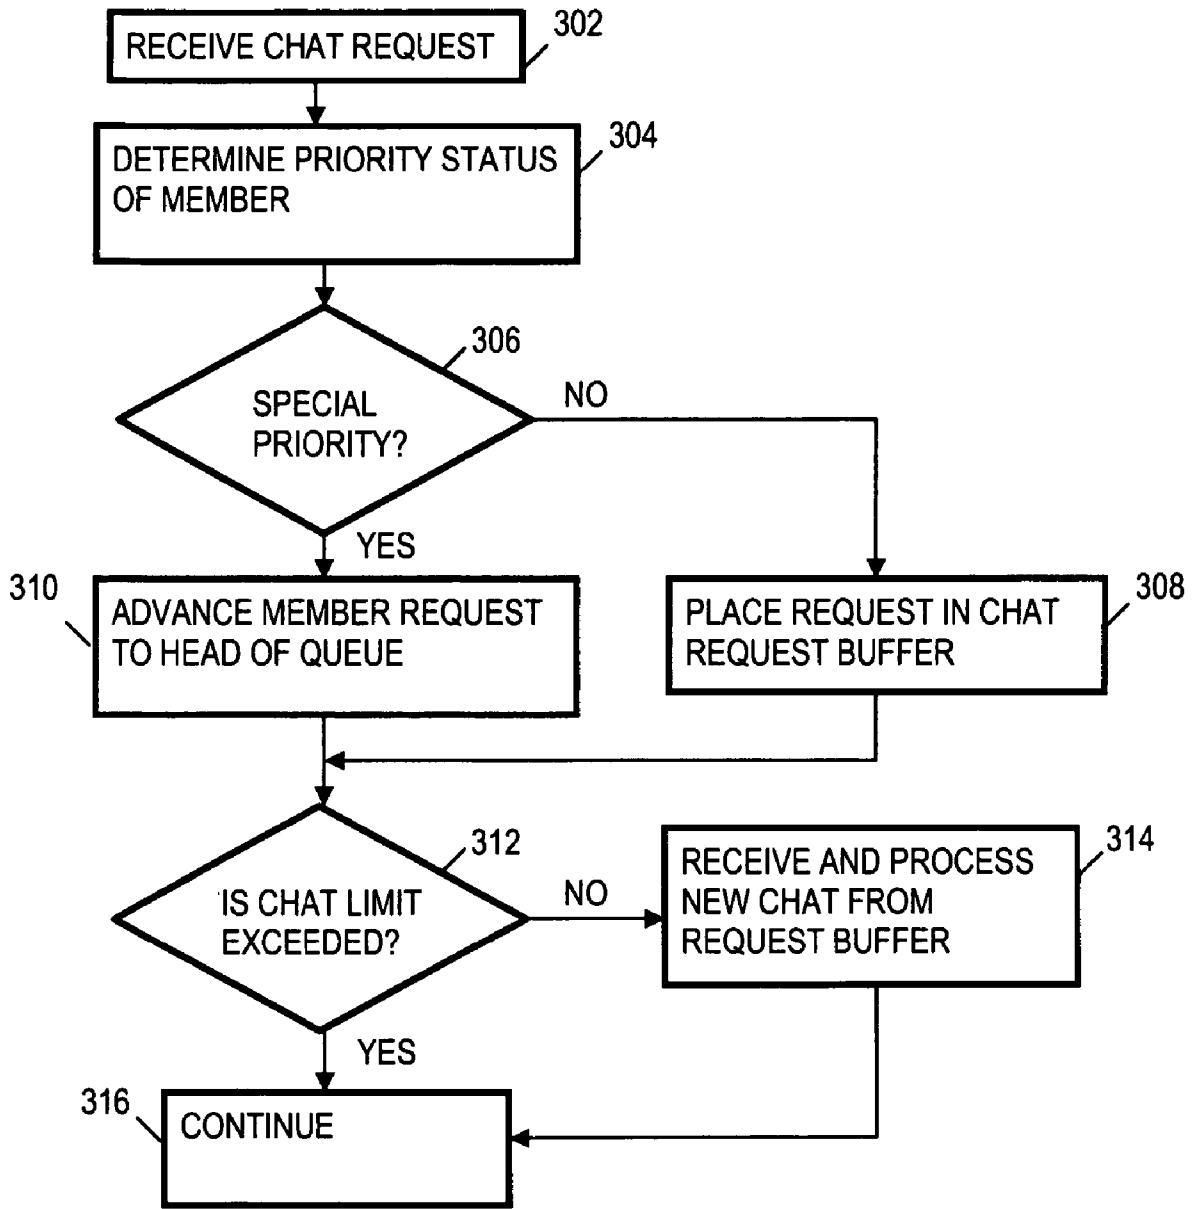 RECEIVE CHAT REQUEST
302
DETERMINE PRIORITY STATUS
OF MEMBER
304
306
SPECIAL
PRIORITY?
NO
YES
310
ADVANCE MEMBER REQUEST
TO HEAD OF QUEUE
PLACE REQUEST IN CHAT
REQUEST BUFFER
308
312
IS CHAT LIMIT
EXCEEDED?
NO
RECEIVE AND PROCESS
NEW CHAT FROM
REQUEST BUFFER
314
YES
316
CONTINUE